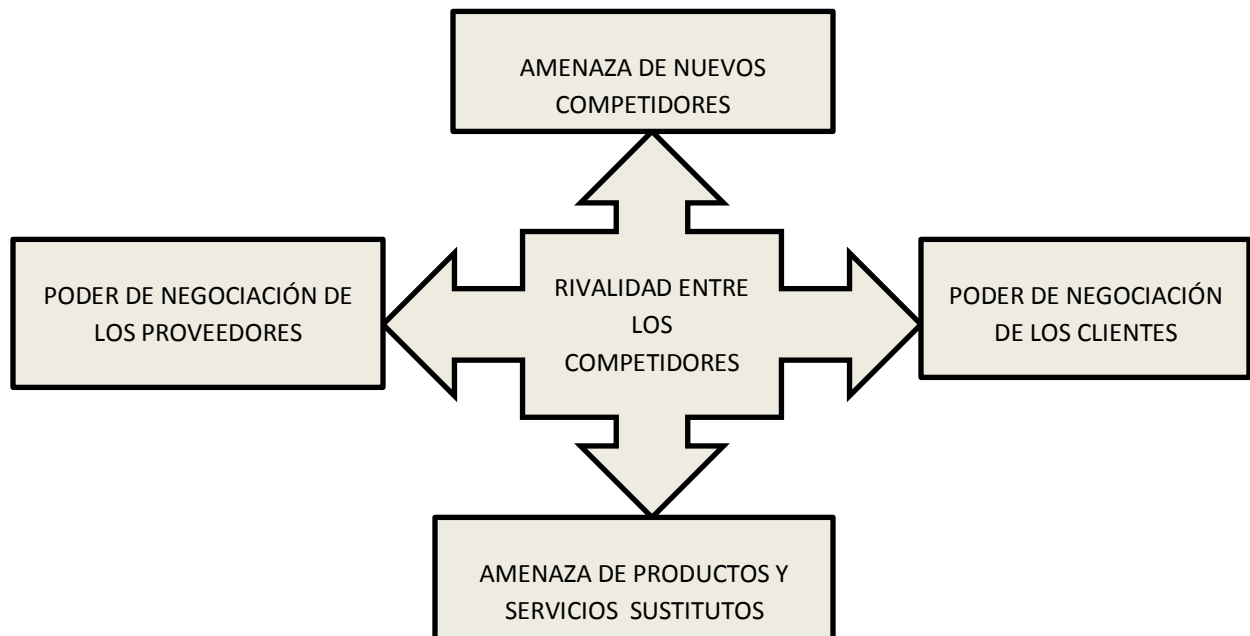 AMENAZA DE NUEVOS
COMPETIDORES
PODER DE NEGOCIACIÓN DE
LOS PROVEEDORES
RIVALIDAD ENTRE
LOS
COMPETIDORES
PODER DE NEGOCIACIÓN
DE LOS CLIENTES
AMENAZA DE PRODUCTOS Y
SERVICIOS SUSTITUTOS